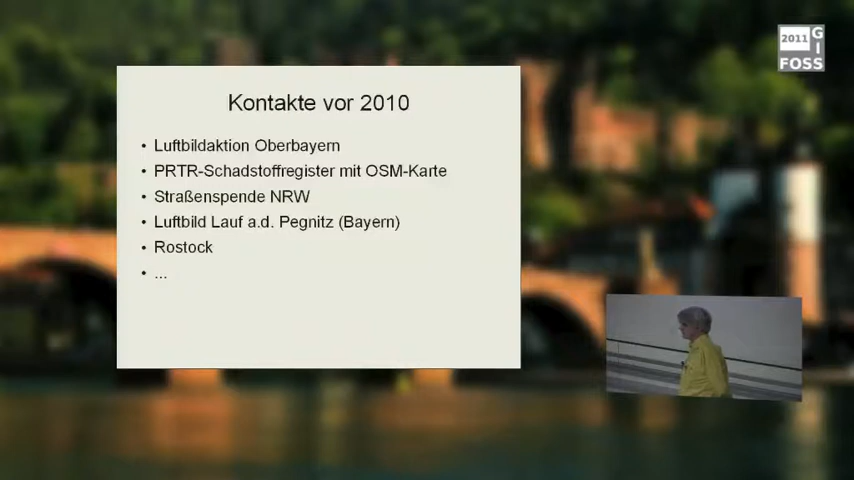 Kontakte vor 2010
• Luftbildaktion Oberbayern
• PRTR-Schadstoffregister mit OSM-Karte
• Straßenspende NRW
• Luftbild Lauf a.d. Pegnitz (Bayern)
• Rostock
• ...
2011 GI
FOSS